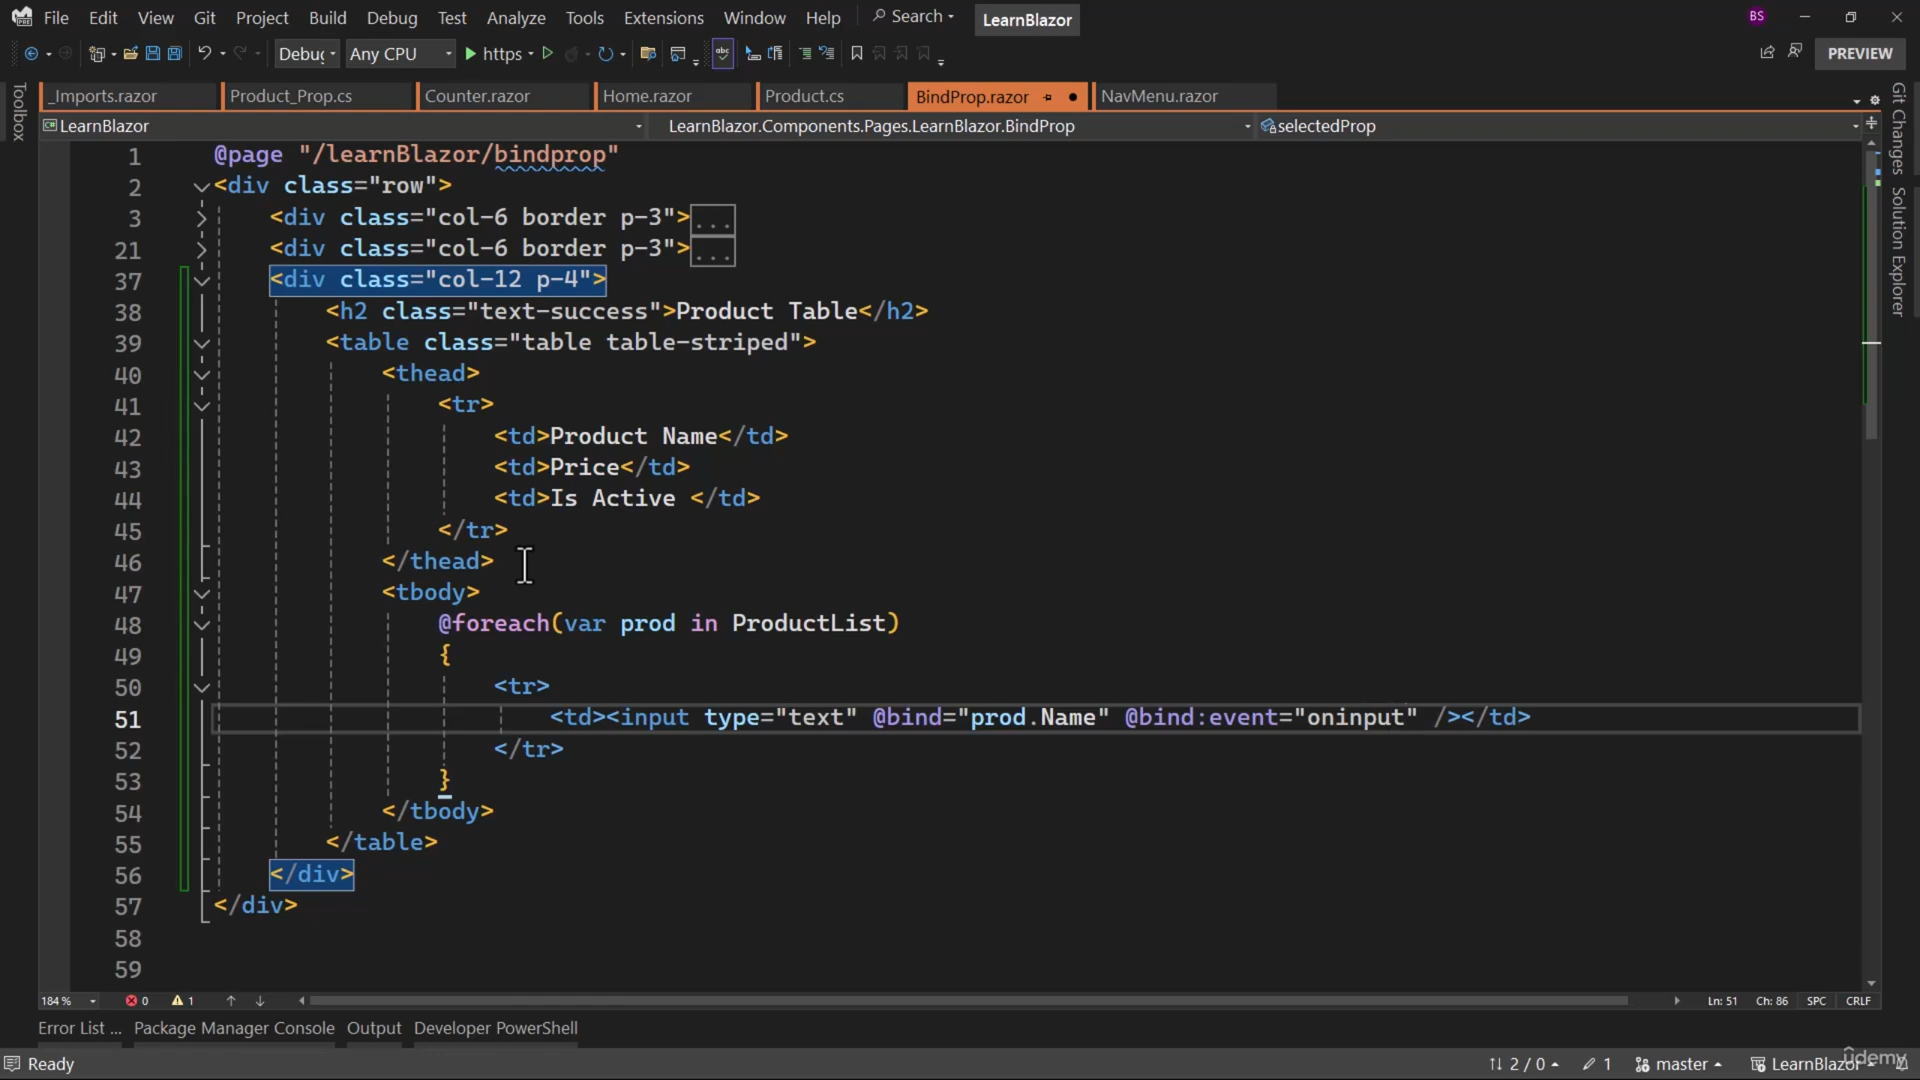 File Edit View Git Project Build Debug Test Analyze Tools Extensions Window Help Search LearnBlazor BS
Debug Any CPU https abc PREVIEW
_Imports.razor Product_Prop.cs Counter.razor Home.razor Product.cs BindProp.razor NavMenu.razor
LearnBlazor LearnBlazor.Components.Pages.LearnBlazor.BindProp selectedProp
Toolbox
Git Changes
Solution Explorer
1 @page "/learnBlazor/bindprop"
2 <div class="row">
3 <div class="col-6 border p-3">...
21 <div class="col-6 border p-3">...
37 <div class="col-12 p-4">
38 <h2 class="text-success">Product Table</h2>
39 <table class="table table-striped">
40 <thead>
41 <tr>
42 <td>Product Name</td>
43 <td>Price</td>
44 <td>Is Active </td>
45 </tr>
46 </thead>
47 <tbody>
48 @foreach(var prod in ProductList)
49 {
50 <tr>
51 <td><input type="text" @bind="prod.Name" @bind:event="oninput" /></td>
52 </tr>
53 }
54 </tbody>
55 </table>
56 </div>
57 </div>
58
59
184 % 0 1 Ln: 51 Ch: 86 SPC CRLF
Error List ... Package Manager Console Output Developer PowerShell
Ready 2 / 0 1 master LearnBlazor
udemy